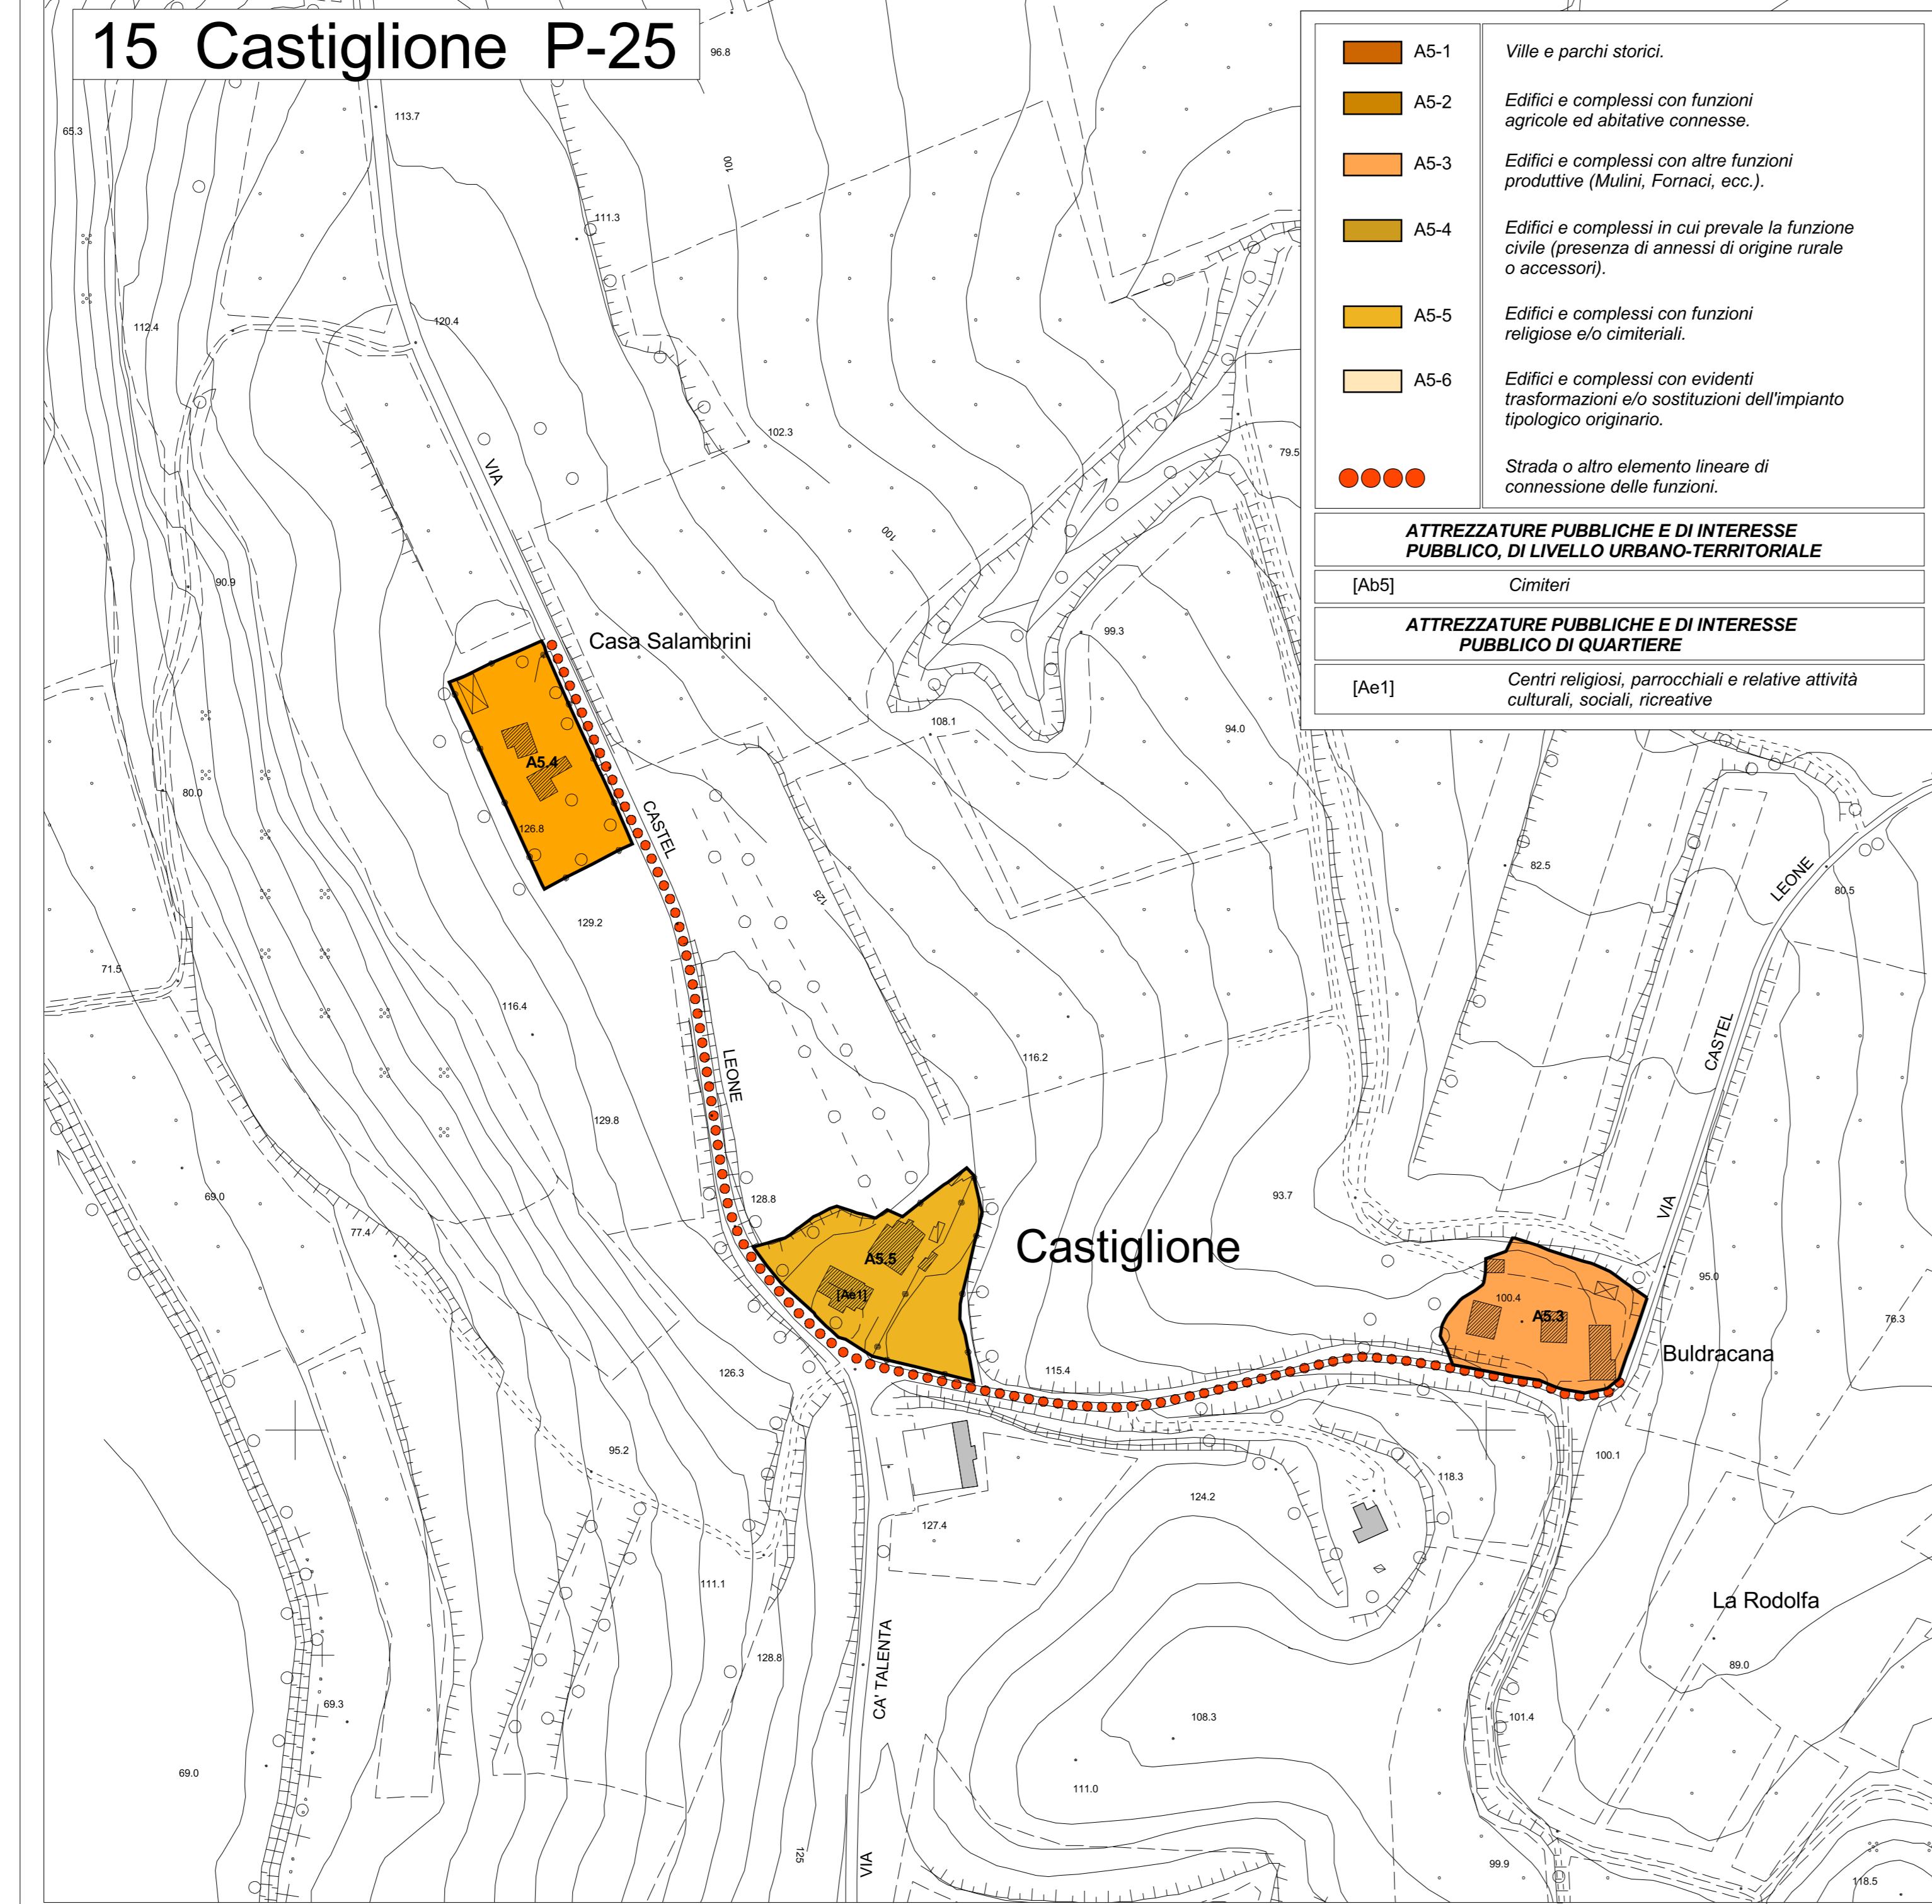 15 Castiglione P-25
A5-1
Ville e parchi storici.
A5-2
Edifici e complessi con funzioni
agricole ed abitative connesse.
A5-3
Edifici e complessi con altre funzioni
produttive (Mulini, Fornaci, ecc.).
A5-4
Edifici e complessi in cui prevale la funzione
civile (presenza di annessi di origine rurale
o accessori).
A5-5
Edifici e complessi con funzioni
religiose e/o cimiteriali.
A5-6
Edifici e complessi con evidenti
trasformazioni e/o sostituzioni dell'impianto
tipologico originario.
Strada o altro elemento lineare di
connessione delle funzioni.
ATTREZZATURE PUBBLICHE E DI INTERESSE
PUBBLICO, DI LIVELLO URBANO-TERRITORIALE
[Ab5]
Cimiteri
ATTREZZATURE PUBBLICHE E DI INTERESSE
PUBBLICO DI QUARTIERE
[Ae1]
Centri religiosi, parrocchiali e relative attività
culturali, sociali, ricreative
96.8
113.7
65.3
100
111.3
112.4
120.4
102.3
79.5
VIA
100
90.9
99.3
Casa Salambrini
108.1
94.0
A5.4
80.0
126.8
CASTEL
82.5
LEONE
80.5
125
129.2
71.5
116.4
CASTEL
116.2
LEONE
129.8
69.0
128.8
93.7
VIA
77.4
Castiglione
A5.5
95.0
[Ae1]
100.4
A5.3
76.3
Buldracana
126.3
115.4
95.2
100.1
118.3
124.2
127.4
111.1
La Rodolfa
128.8
89.0
CA' TALENTA
69.3
108.3
101.4
69.0
111.0
125
VIA
99.9
118.5